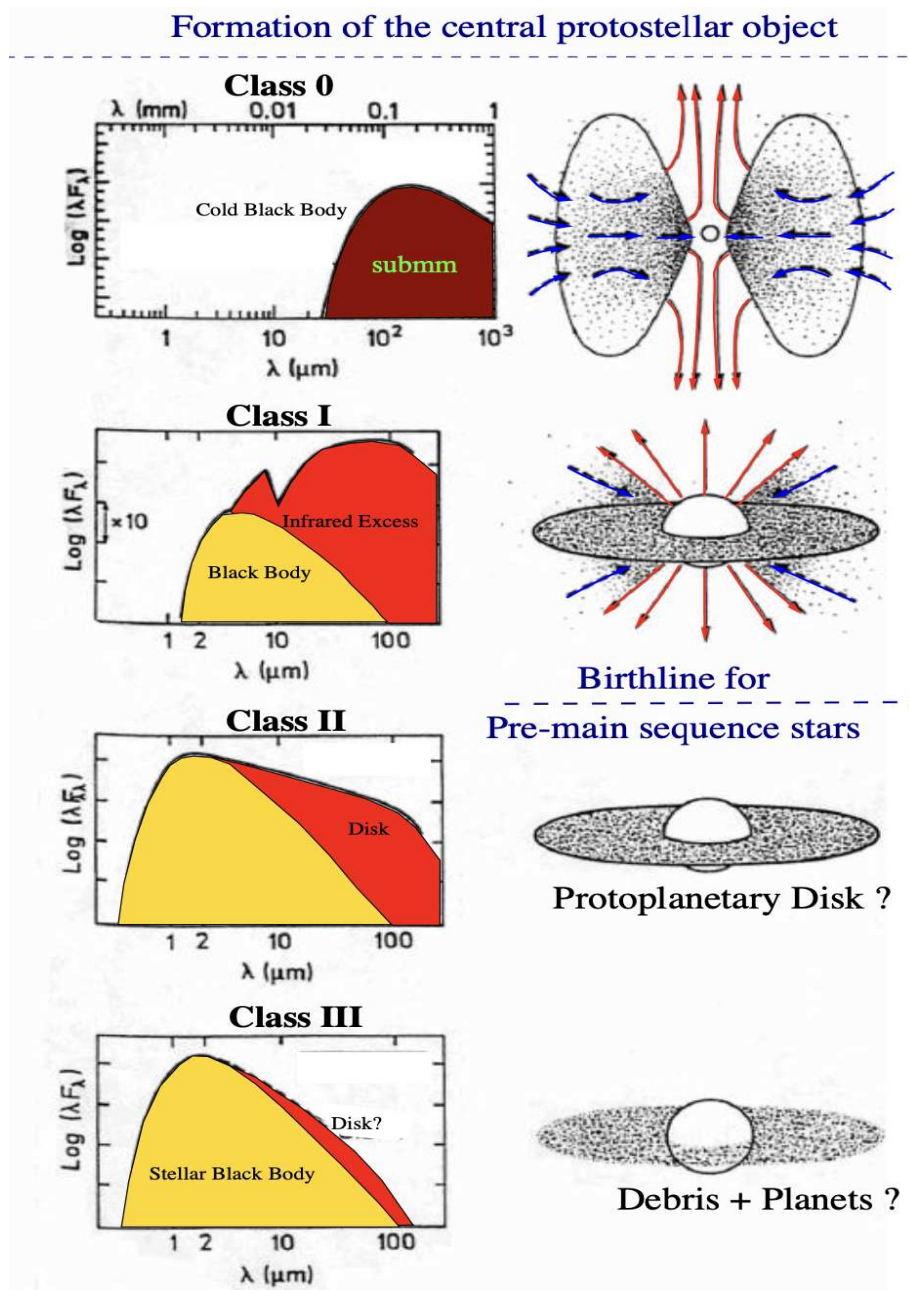 Formation of the central protostellar object
Class 0
λ (mm) 0.01 0.1 1
Log (λFλ)
Cold Black Body
submm
1 10 10² 10³
λ (μm)
Class I
Log (λFλ)
×10
Infrared Excess
Black Body
1 2 10 100
λ (μm)
Birthline for
Pre-main sequence stars
Class II
Log (λFλ)
Disk
1 2 10 100
λ (μm)
Protoplanetary Disk ?
Class III
Log (λFλ)
Disk?
Stellar Black Body
1 2 10 100
λ (μm)
Debris + Planets ?